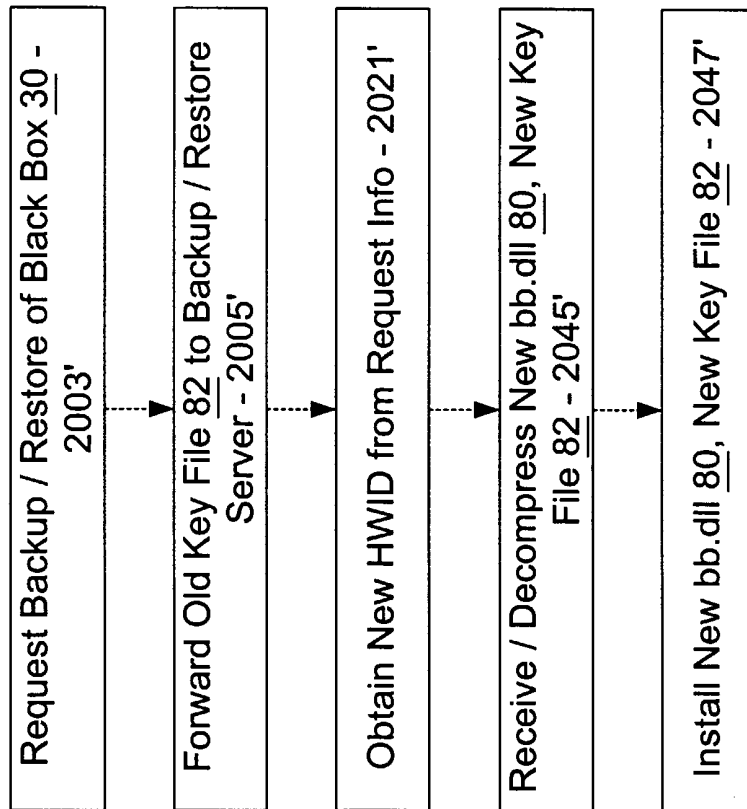 Request Backup / Restore of Black Box 30 -
2003'
Forward Old Key File 82 to Backup / Restore
Server - 2005'
Obtain New HWID from Request Info - 2021'
Receive / Decompress New bb.dll 80, New Key
File 82 - 2045'
Install New bb.dll 80, New Key File 82 - 2047'